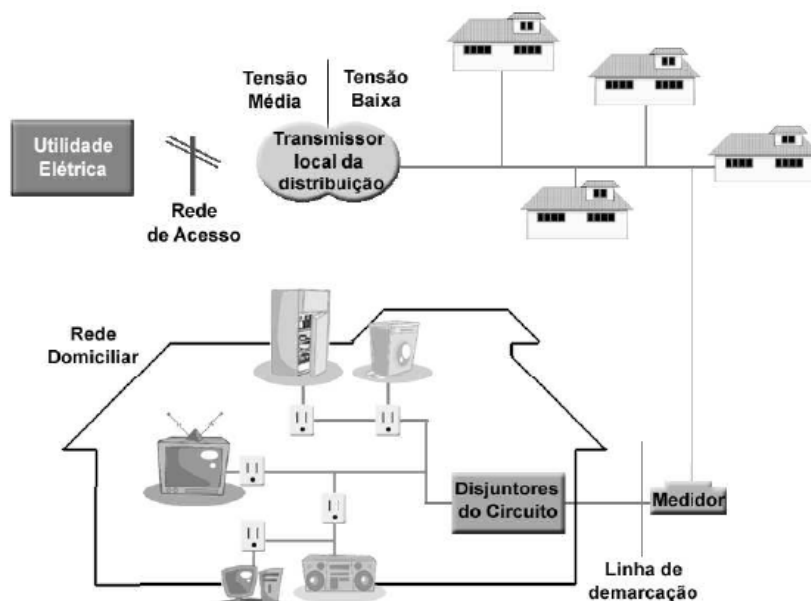 Tensão
Média
Tensão
Baixa
Utilidade
Elétrica
Transmissor
local da
distribuição
Rede
de Acesso
Rede
Domiciliar
Disjuntores
do Circuito
Medidor
Linha de
demarcação